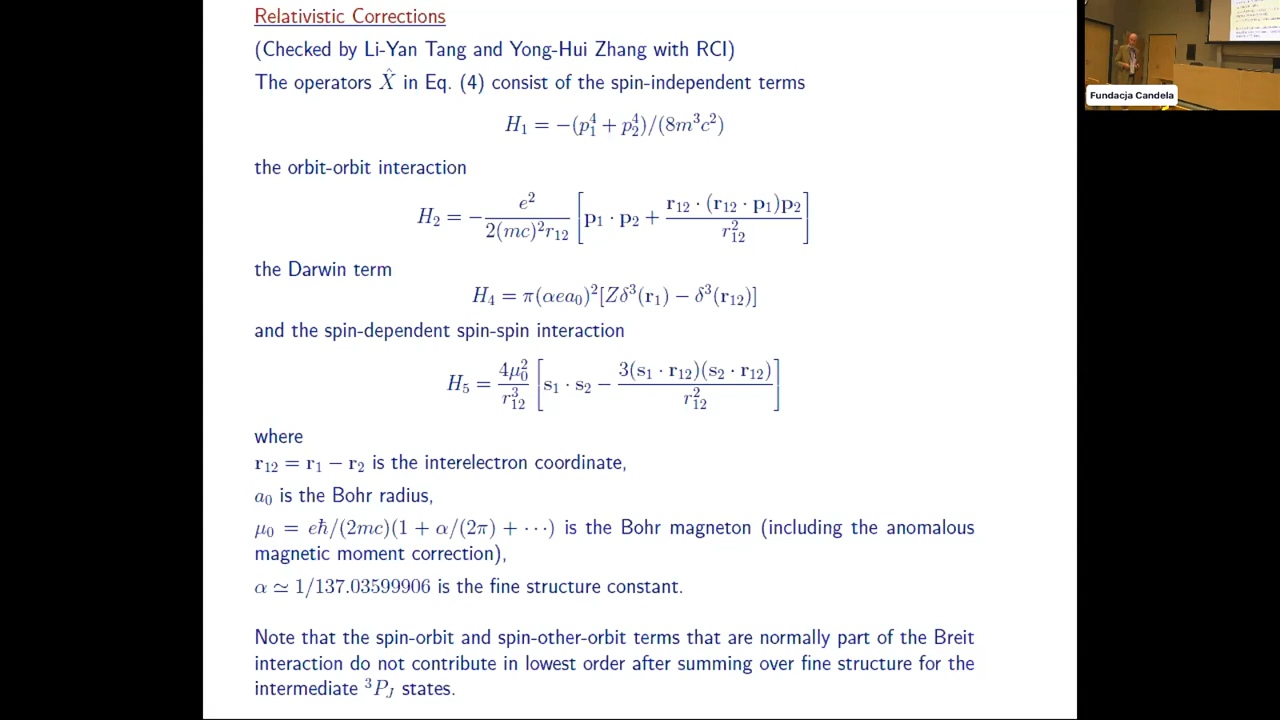 Relativistic Corrections
(Checked by Li-Yan Tang and Yong-Hui Zhang with RCI)
The operators X̂ in Eq. (4) consist of the spin-independent terms
H₁ = −(p₁⁴ + p₂⁴)/(8m³c²)
the orbit-orbit interaction
H₂ = − e²/(2(mc)²r₁₂) [p₁ · p₂ + r₁₂ · (r₁₂ · p₁)p₂ / r₁₂²]
the Darwin term
H₄ = π(αea₀)²[Zδ³(r₁) − δ³(r₁₂)]
and the spin-dependent spin-spin interaction
H₅ = 4μ₀²/r₁₂³ [s₁ · s₂ − 3(s₁ · r₁₂)(s₂ · r₁₂) / r₁₂²]
where
r₁₂ = r₁ − r₂ is the interelectron coordinate,
a₀ is the Bohr radius,
μ₀ = eħ/(2mc)(1 + α/(2π) + ···) is the Bohr magneton (including the anomalous
magnetic moment correction),
α ≃ 1/137.03599906 is the fine structure constant.
Note that the spin-orbit and spin-other-orbit terms that are normally part of the Breit
interaction do not contribute in lowest order after summing over fine structure for the
intermediate ³P_J states.
Fundacja Candela